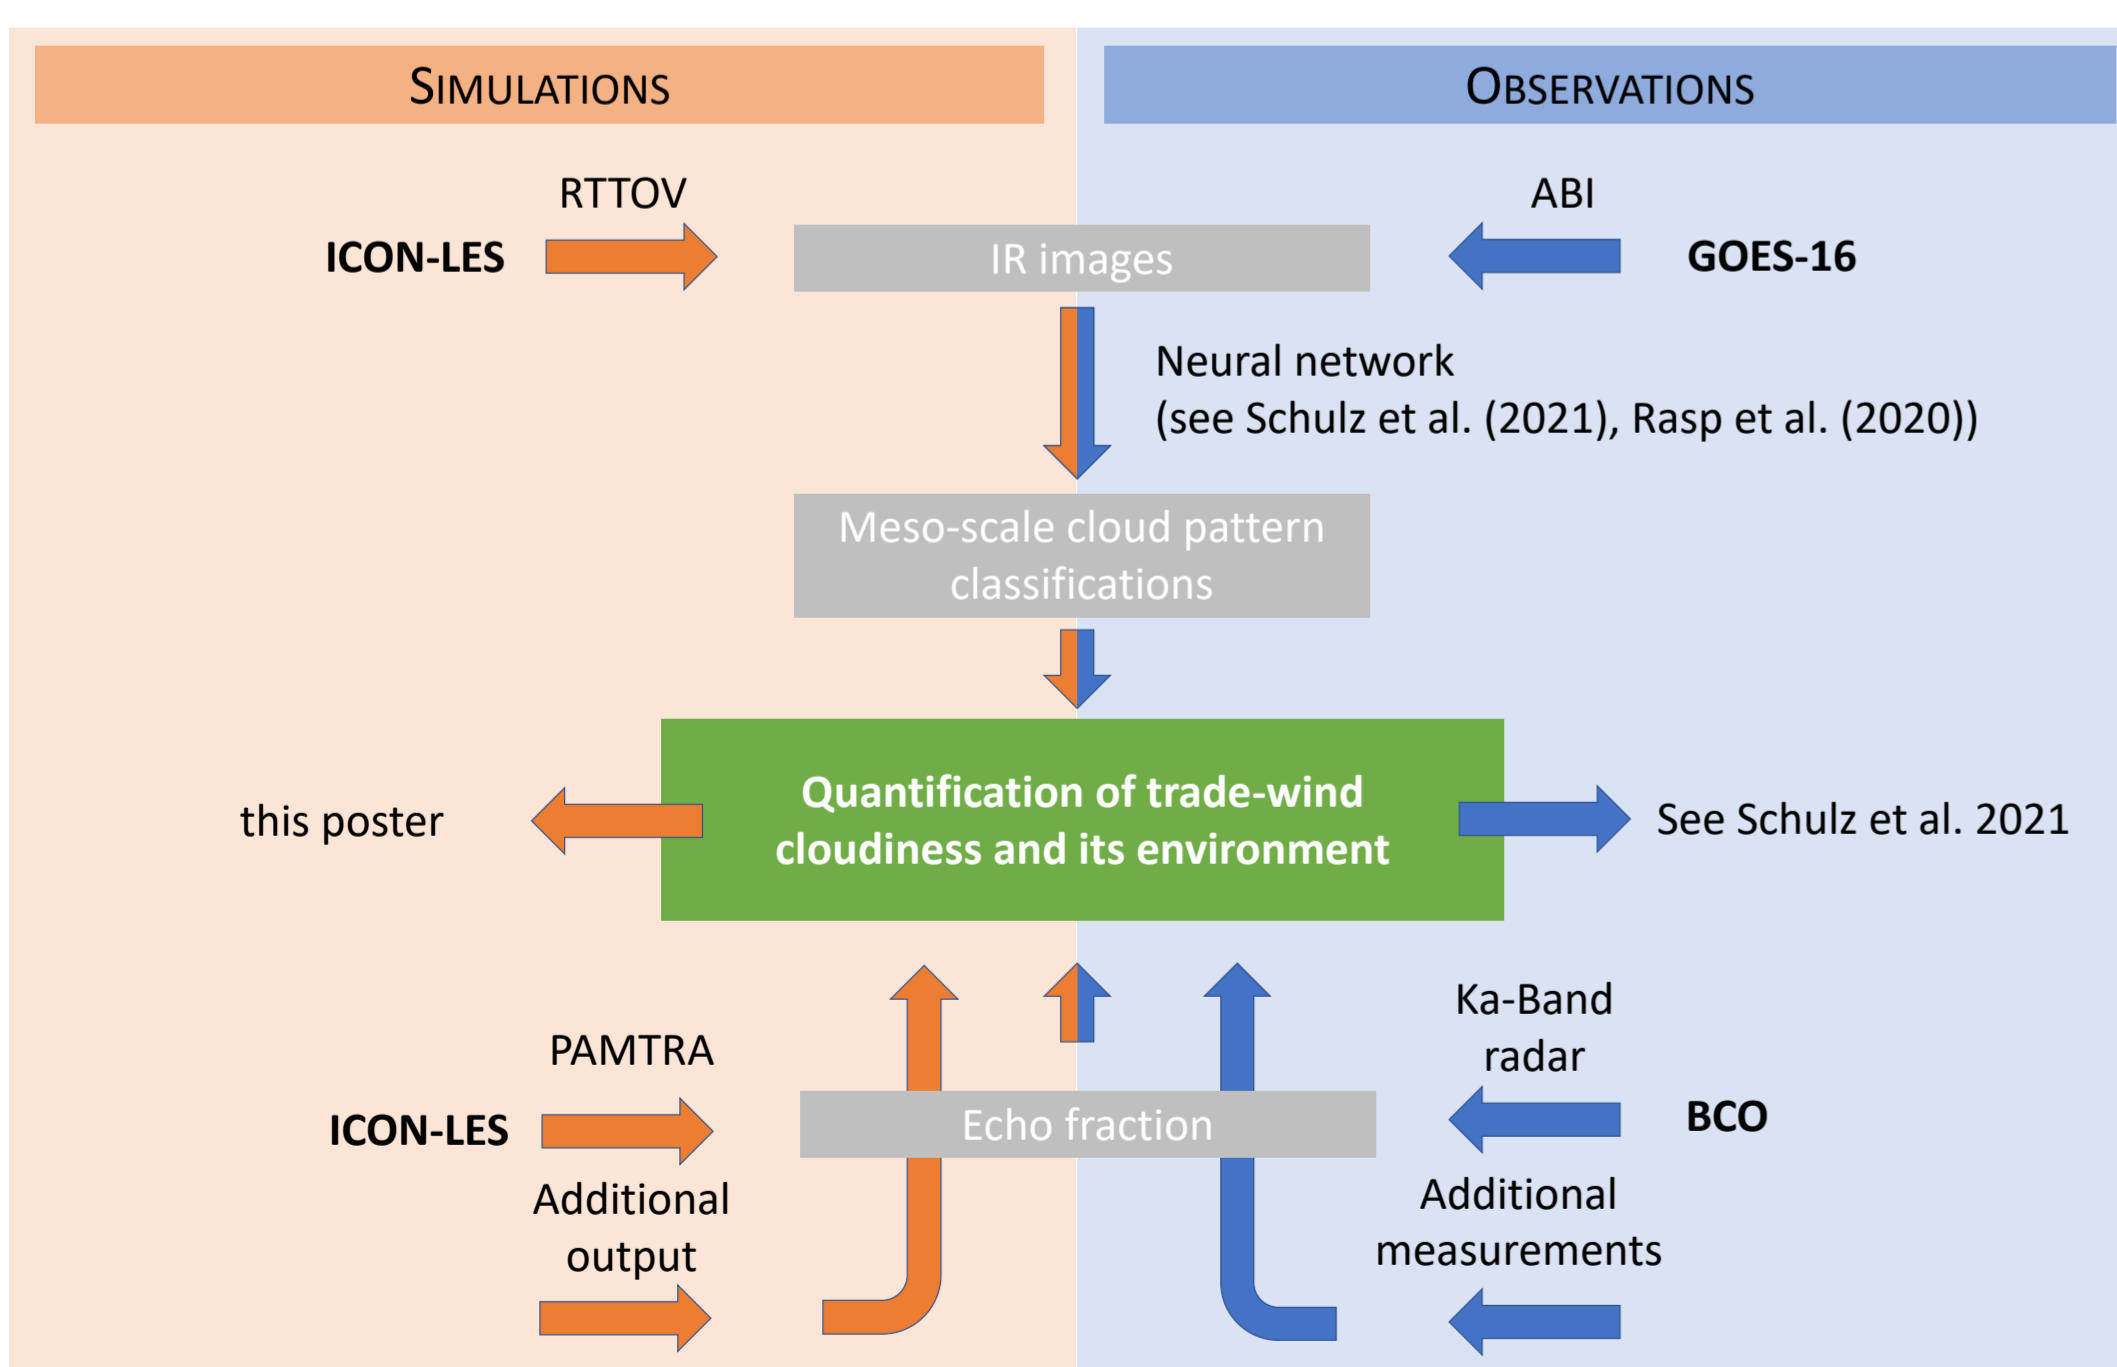 SIMULATIONS
OBSERVATIONS
RTTOV
ABI
ICON-LES
IR images
GOES-16
Neural network
(see Schulz et al. (2021), Rasp et al. (2020))
Meso-scale cloud pattern
classifications
Quantification of trade-wind
cloudiness and its environment
this poster
See Schulz et al. 2021
PAMTRA
Ka-Band
radar
ICON-LES
Echo fraction
BCO
Additional
output
Additional
measurements